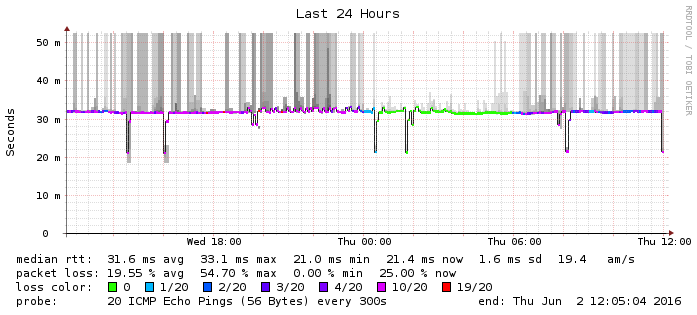 Last 24 Hours
RRDTOOL / TOBI OETIKER
Seconds
50 m
40 m
30 m
20 m
10 m
0
Wed 18:00 Thu 00:00 Thu 06:00 Thu 12:00
median rtt: 31.6 ms avg 33.1 ms max 21.0 ms min 21.4 ms now 1.6 ms sd 19.4 am/s
packet loss: 19.55 % avg 54.70 % max 0.00 % min 25.00 % now
loss color: 0 1/20 2/20 3/20 4/20 10/20 19/20
probe: 20 ICMP Echo Pings (56 Bytes) every 300s end: Thu Jun 2 12:05:04 2016